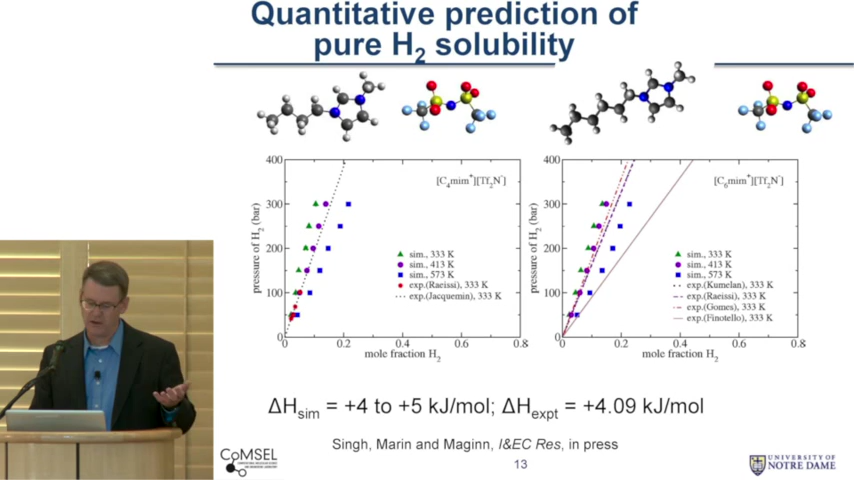 Quantitative prediction of
pure H₂ solubility
400
300
200
100
0
pressure of H₂ (bar)
[C₄mim⁺][Tf₂N⁻]
sim., 333 K
sim., 413 K
sim., 573 K
exp.(Raeissi), 333 K
exp.(Jacquemin), 333 K
0 0.2 0.4 0.6 0.8
mole fraction H₂
400
300
200
100
0
pressure of H₂ (bar)
[C₆mim⁺][Tf₂N⁻]
sim., 333 K
sim., 413 K
sim., 573 K
exp.(Kumelan), 333 K
exp.(Raeissi), 333 K
exp.(Gomes), 333 K
exp.(Finotello), 333 K
0 0.2 0.4 0.6 0.8
mole fraction H₂
ΔHsim = +4 to +5 kJ/mol; ΔHexpt = +4.09 kJ/mol
Singh, Marin and Maginn, I&EC Res, in press
13
CoMSEL
UNIVERSITY OF
NOTRE DAME